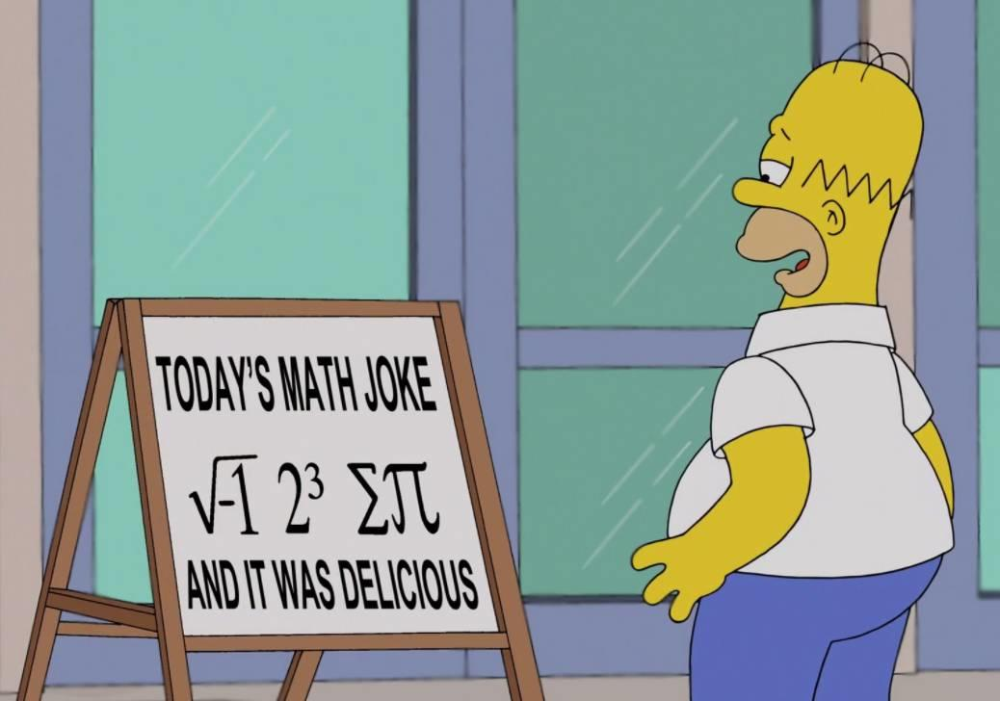 TODAY'S MATH JOKE
√-1 2³ Σπ
AND IT WAS DELICIOUS